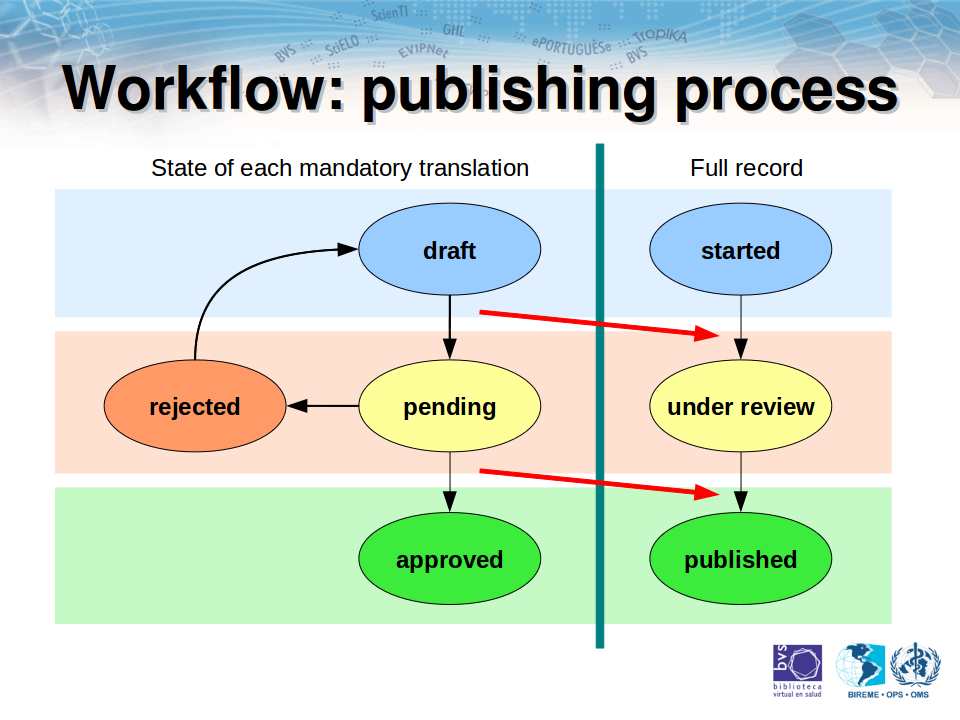 ScienTI
GHL
TropIKA
BVS
SciELO
EVIPNet
ePORTUGUÊSe
BVS
Workflow: publishing process
State of each mandatory translation
Full record
draft
started
rejected
pending
under review
approved
published
bvs
biblioteca
virtual en salud
BIREME • OPS • OMS